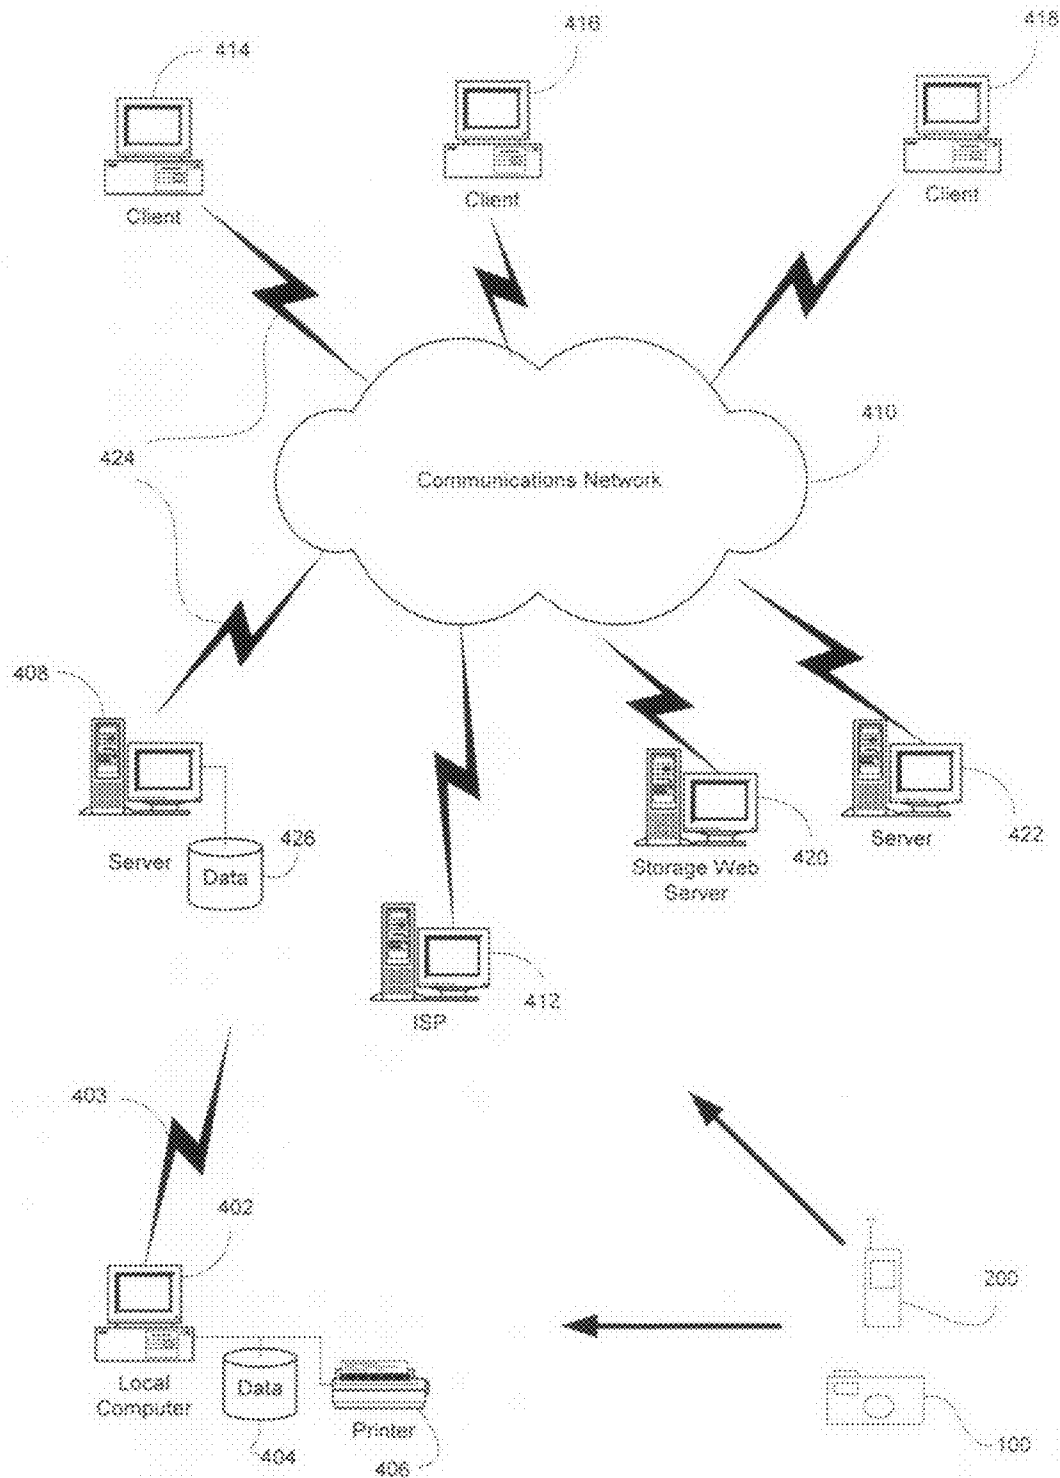 414
416
418
Client
Client
Client
410
Communications Network
424
408
Server
426
Data
420
Storage Web
Server
Server
422
412
ISP
403
402
Local
Computer
Data
404
Printer
406
200
100